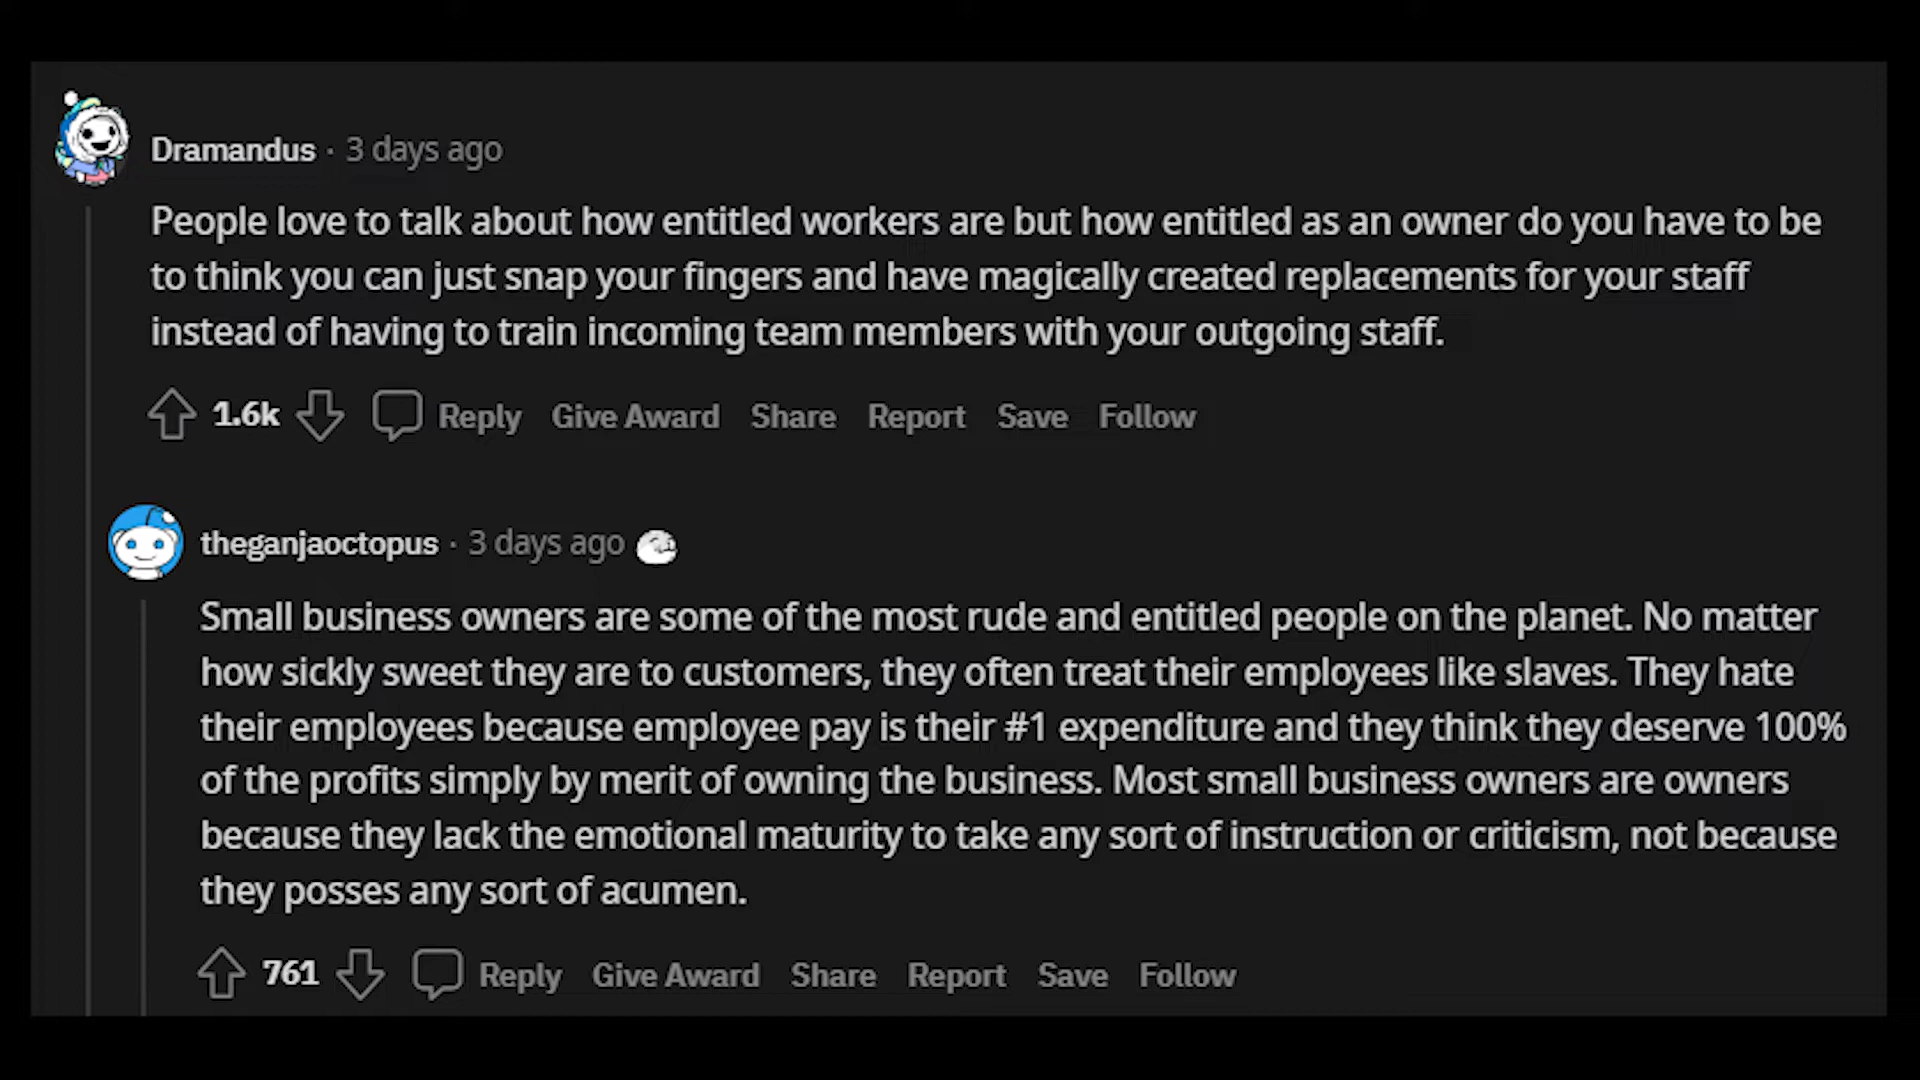 Dramandus · 3 days ago
People love to talk about how entitled workers are but how entitled as an owner do you have to be
to think you can just snap your fingers and have magically created replacements for your staff
instead of having to train incoming team members with your outgoing staff.
1.6k Reply Give Award Share Report Save Follow
theganjaoctopus · 3 days ago
Small business owners are some of the most rude and entitled people on the planet. No matter
how sickly sweet they are to customers, they often treat their employees like slaves. They hate
their employees because employee pay is their #1 expenditure and they think they deserve 100%
of the profits simply by merit of owning the business. Most small business owners are owners
because they lack the emotional maturity to take any sort of instruction or criticism, not because
they posses any sort of acumen.
761 Reply Give Award Share Report Save Follow